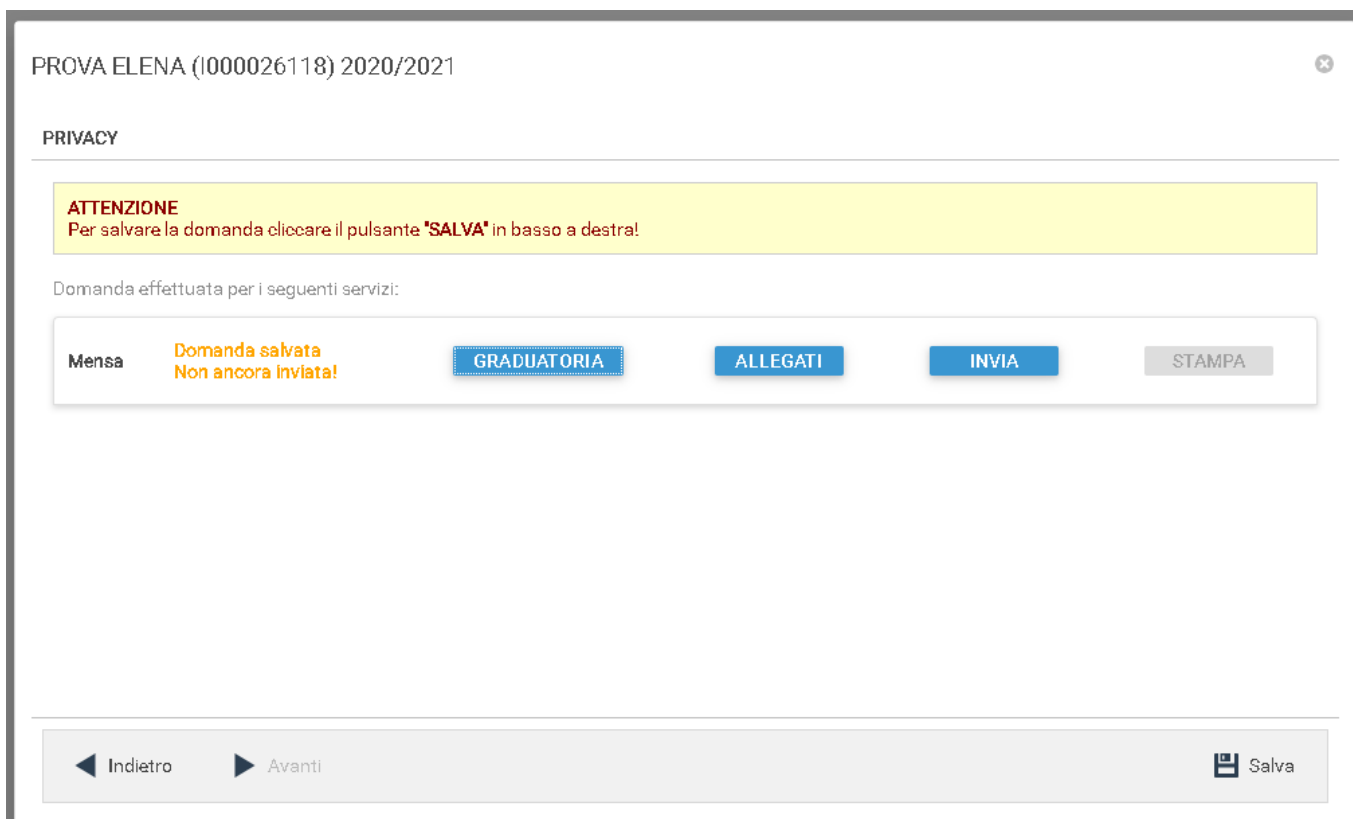 PROVA ELENA (I000026118) 2020/2021
PRIVACY
ATTENZIONE
Per salvare la domanda cliccare il pulsante "SALVA" in basso a destra!
Domanda effettuata per i seguenti servizi:
Mensa
Domanda salvata
Non ancora inviata!
GRADUATORIA
ALLEGATI
INVIA
STAMPA
Indietro
Avanti
Salva